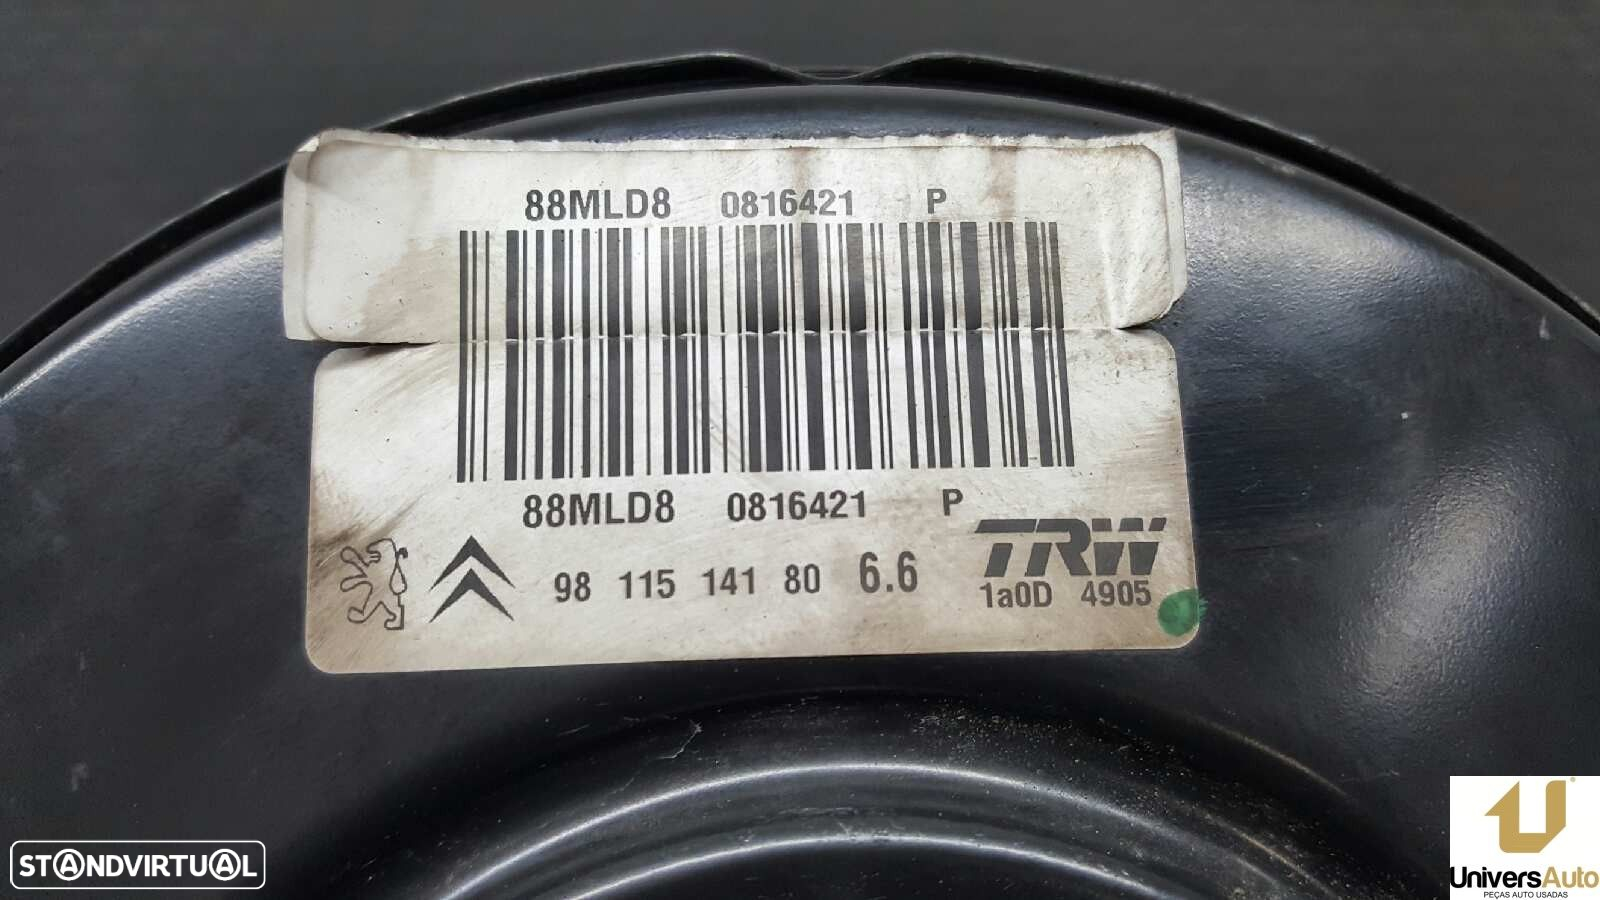 88MLD8 0816421 P
88MLD8 0816421 P
98 115 141 80 6.6
TRW
1a0D 4905
STANDVIRTUAL
UniversAuto
PEÇAS AUTO USADAS